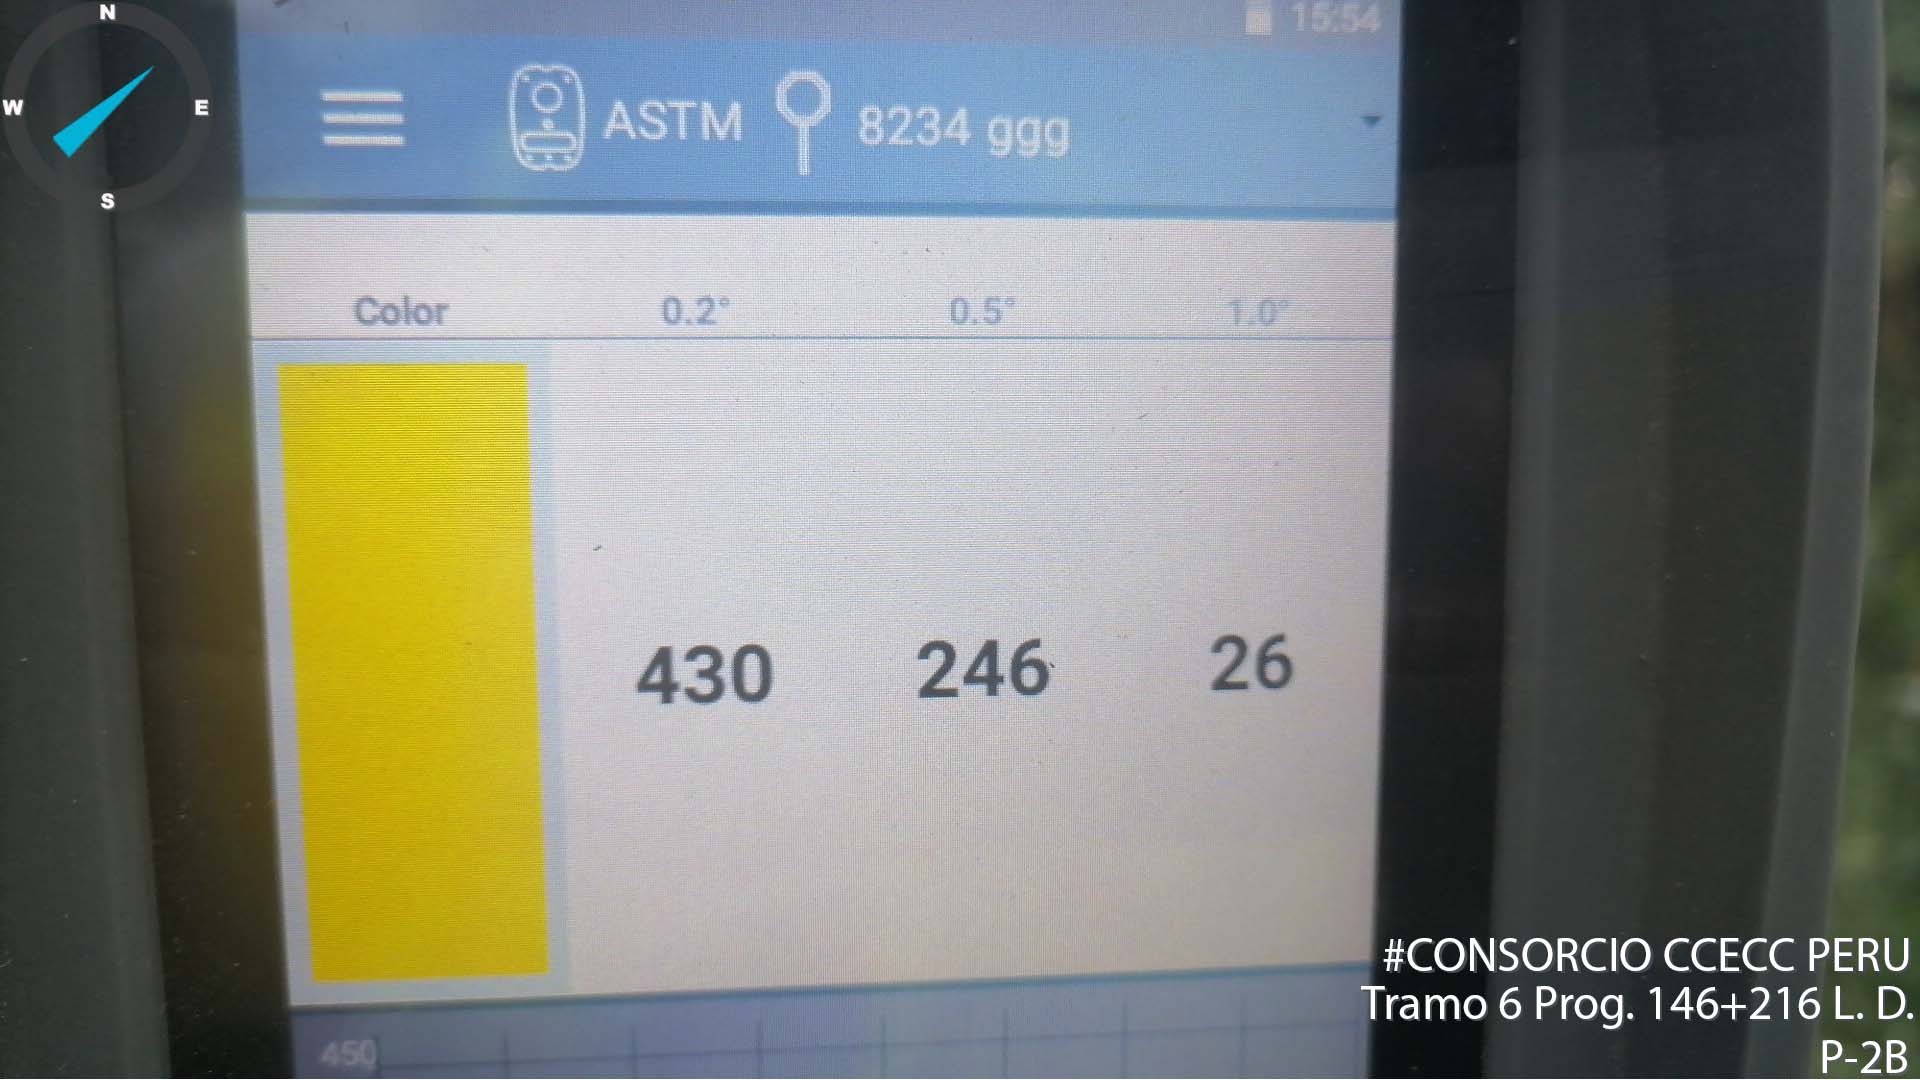 N
W E
S
15:54
ASTM 8234 ggg
Color 0.2° 0.5° 1.0°
430 246 26
450
#CONSORCIO CCECC PERU
Tramo 6 Prog. 146+216 L. D.
P-2B